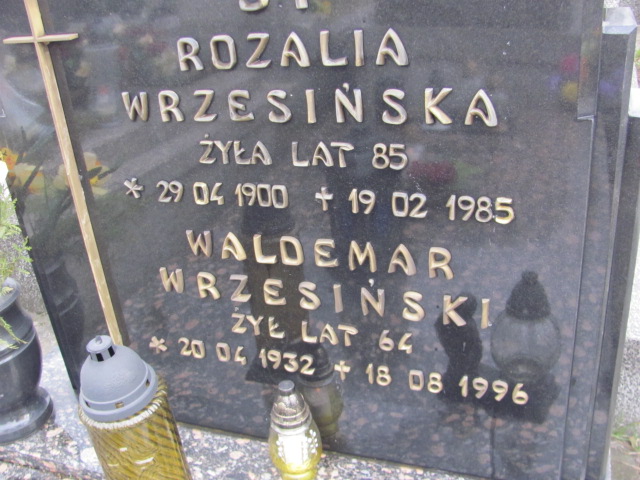 ROZALIA
WRZESIŃSKA
ŻYŁA LAT 85
* 29 04 1900 + 19 02 1985
WALDEMAR
WRZESIŃSKI
ŻYŁ LAT 64
* 20 04 1932 + 18 08 1996